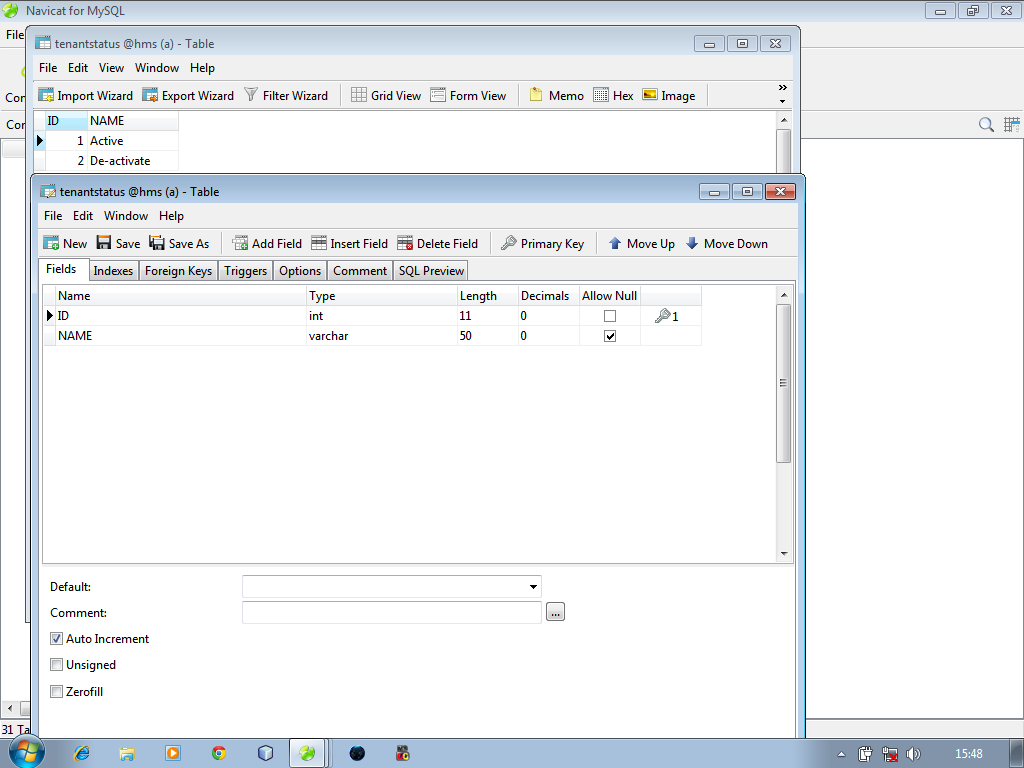 Navicat for MySQL
File
tenantstatus @hms (a) - Table
File Edit View Window Help
Import Wizard Export Wizard Filter Wizard Grid View Form View Memo Hex Image »
Con
Con
ID NAME
1 Active
2 De-activate
tenantstatus @hms (a) - Table
File Edit Window Help
New Save Save As Add Field Insert Field Delete Field Primary Key Move Up Move Down
Fields Indexes Foreign Keys Triggers Options Comment SQL Preview
Name Type Length Decimals Allow Null
ID int 11 0 1
NAME varchar 50 0
Default:
Comment: ...
Auto Increment
Unsigned
Zerofill
31 Ta
15:48